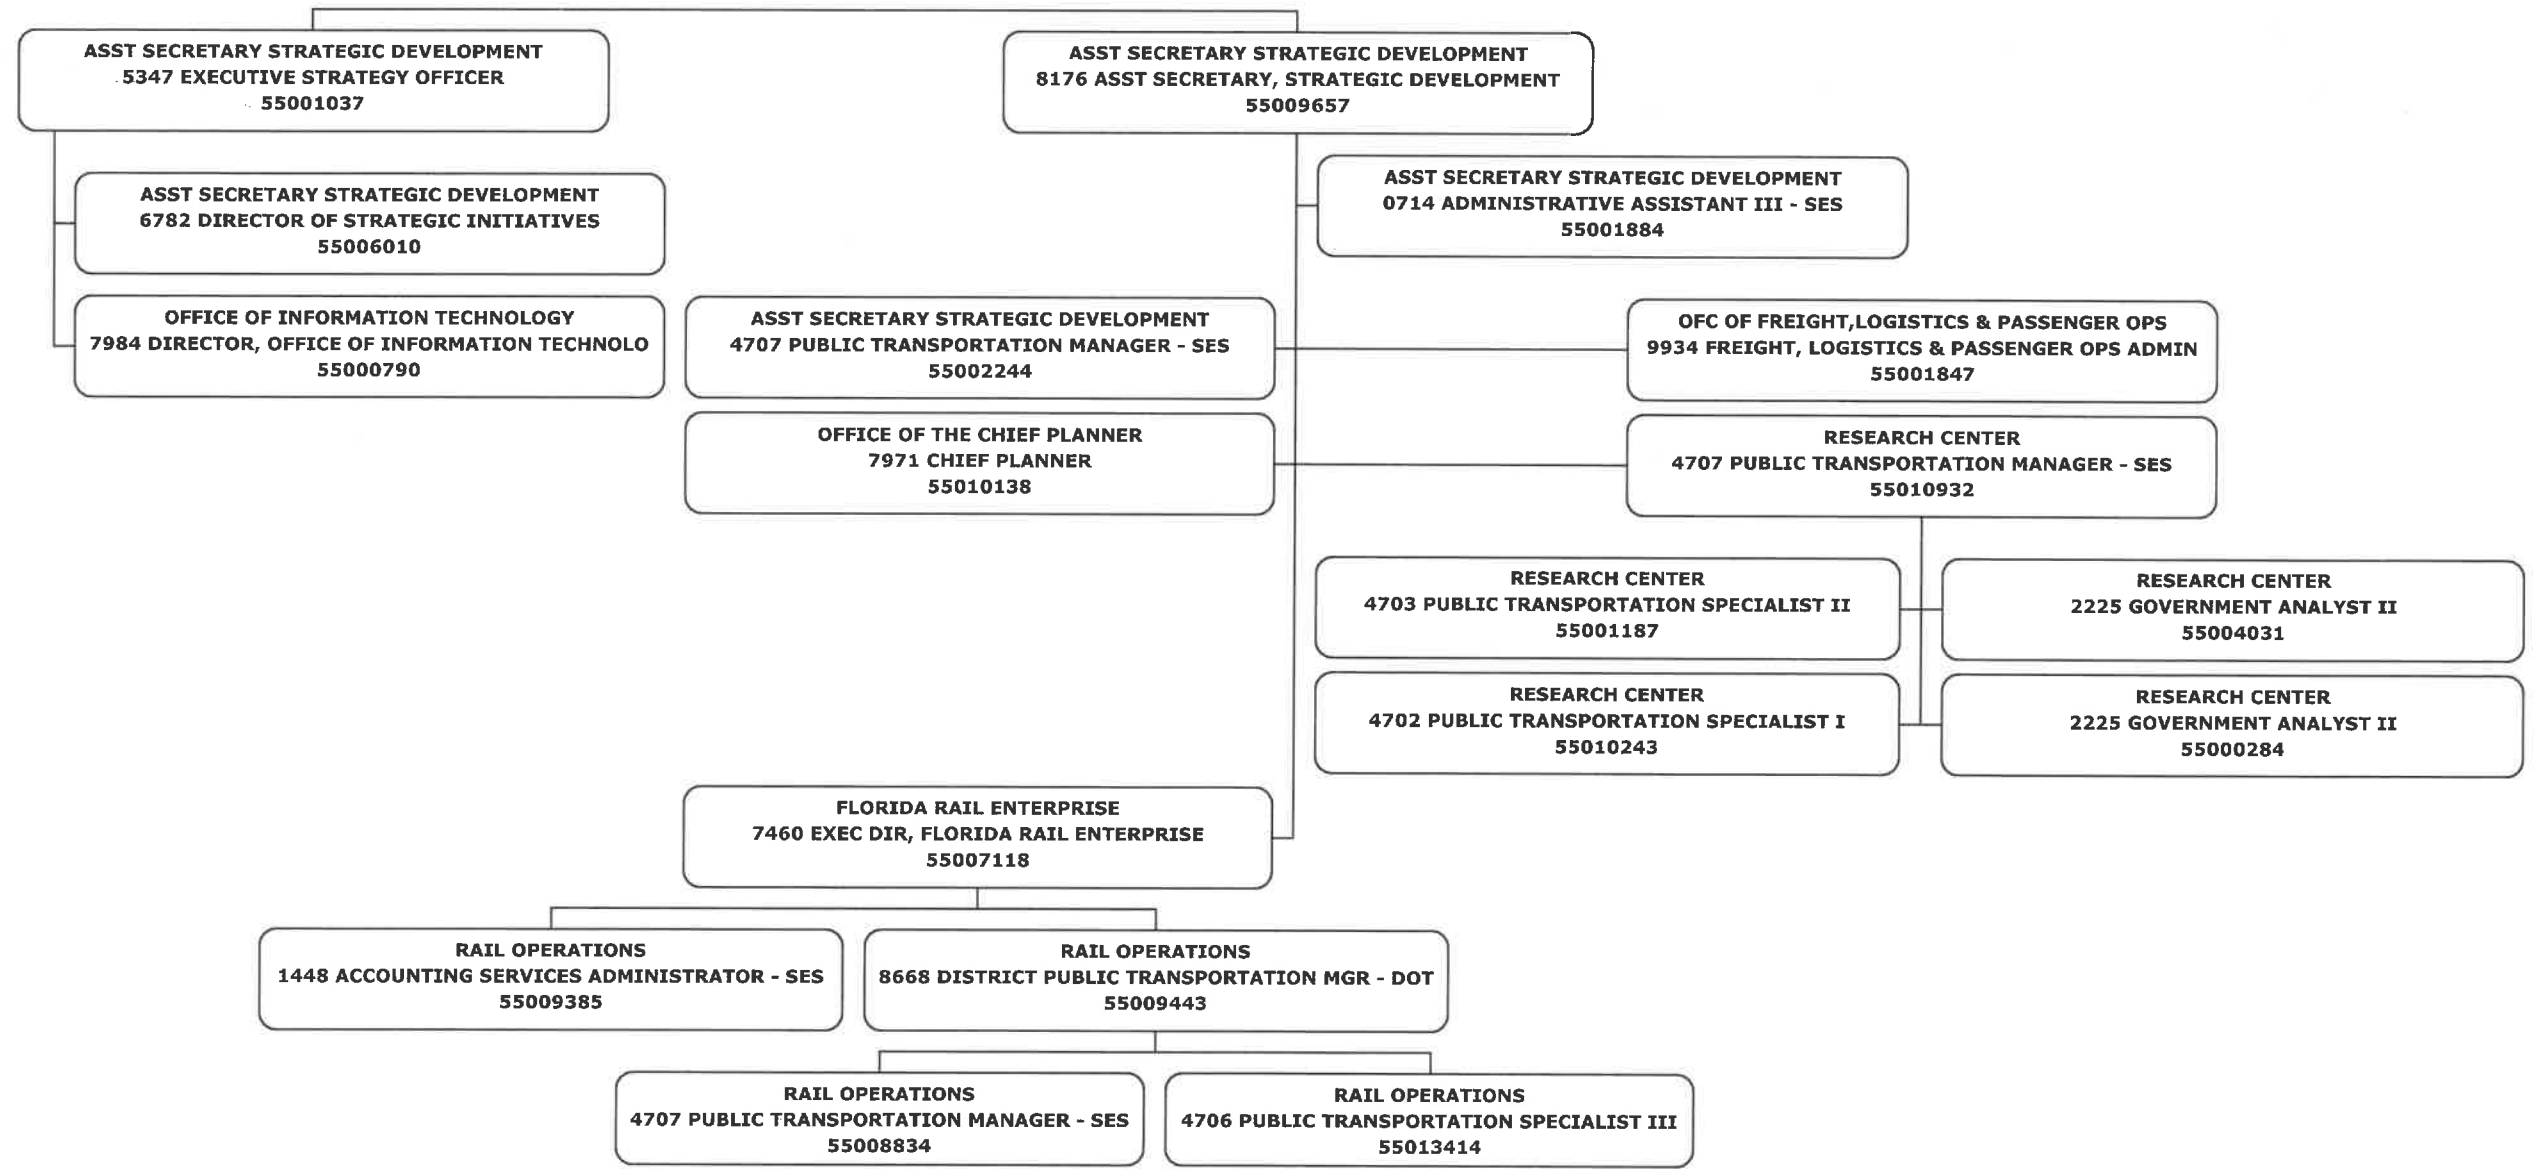 ASST SECRETARY STRATEGIC DEVELOPMENT
5347 EXECUTIVE STRATEGY OFFICER
55001037
ASST SECRETARY STRATEGIC DEVELOPMENT
8176 ASST SECRETARY, STRATEGIC DEVELOPMENT
55009657
ASST SECRETARY STRATEGIC DEVELOPMENT
6782 DIRECTOR OF STRATEGIC INITIATIVES
55006010
ASST SECRETARY STRATEGIC DEVELOPMENT
0714 ADMINISTRATIVE ASSISTANT III - SES
55001884
OFFICE OF INFORMATION TECHNOLOGY
7984 DIRECTOR, OFFICE OF INFORMATION TECHNOLO
55000790
ASST SECRETARY STRATEGIC DEVELOPMENT
4707 PUBLIC TRANSPORTATION MANAGER - SES
55002244
OFC OF FREIGHT,LOGISTICS & PASSENGER OPS
9934 FREIGHT, LOGISTICS & PASSENGER OPS ADMIN
55001847
OFFICE OF THE CHIEF PLANNER
7971 CHIEF PLANNER
55010138
RESEARCH CENTER
4707 PUBLIC TRANSPORTATION MANAGER - SES
55010932
RESEARCH CENTER
4703 PUBLIC TRANSPORTATION SPECIALIST II
55001187
RESEARCH CENTER
2225 GOVERNMENT ANALYST II
55004031
RESEARCH CENTER
4702 PUBLIC TRANSPORTATION SPECIALIST I
55010243
RESEARCH CENTER
2225 GOVERNMENT ANALYST II
55000284
FLORIDA RAIL ENTERPRISE
7460 EXEC DIR, FLORIDA RAIL ENTERPRISE
55007118
RAIL OPERATIONS
1448 ACCOUNTING SERVICES ADMINISTRATOR - SES
55009385
RAIL OPERATIONS
8668 DISTRICT PUBLIC TRANSPORTATION MGR - DOT
55009443
RAIL OPERATIONS
4707 PUBLIC TRANSPORTATION MANAGER - SES
55008834
RAIL OPERATIONS
4706 PUBLIC TRANSPORTATION SPECIALIST III
55013414